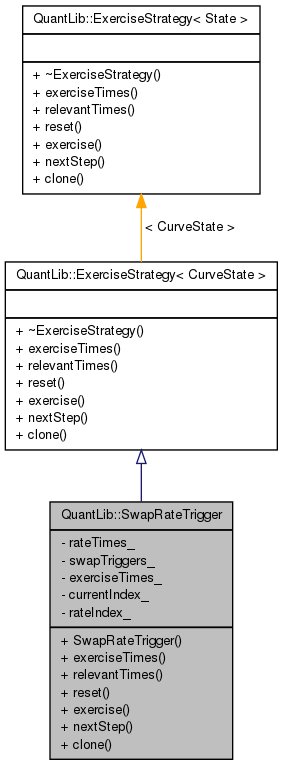 QuantLib::ExerciseStrategy< State >
+ ~ExerciseStrategy()
+ exerciseTimes()
+ relevantTimes()
+ reset()
+ exercise()
+ nextStep()
+ clone()
< CurveState >
QuantLib::ExerciseStrategy< CurveState >
+ ~ExerciseStrategy()
+ exerciseTimes()
+ relevantTimes()
+ reset()
+ exercise()
+ nextStep()
+ clone()
QuantLib::SwapRateTrigger
- rateTimes_
- swapTriggers_
- exerciseTimes_
- currentIndex_
- rateIndex_
+ SwapRateTrigger()
+ exerciseTimes()
+ relevantTimes()
+ reset()
+ exercise()
+ nextStep()
+ clone()